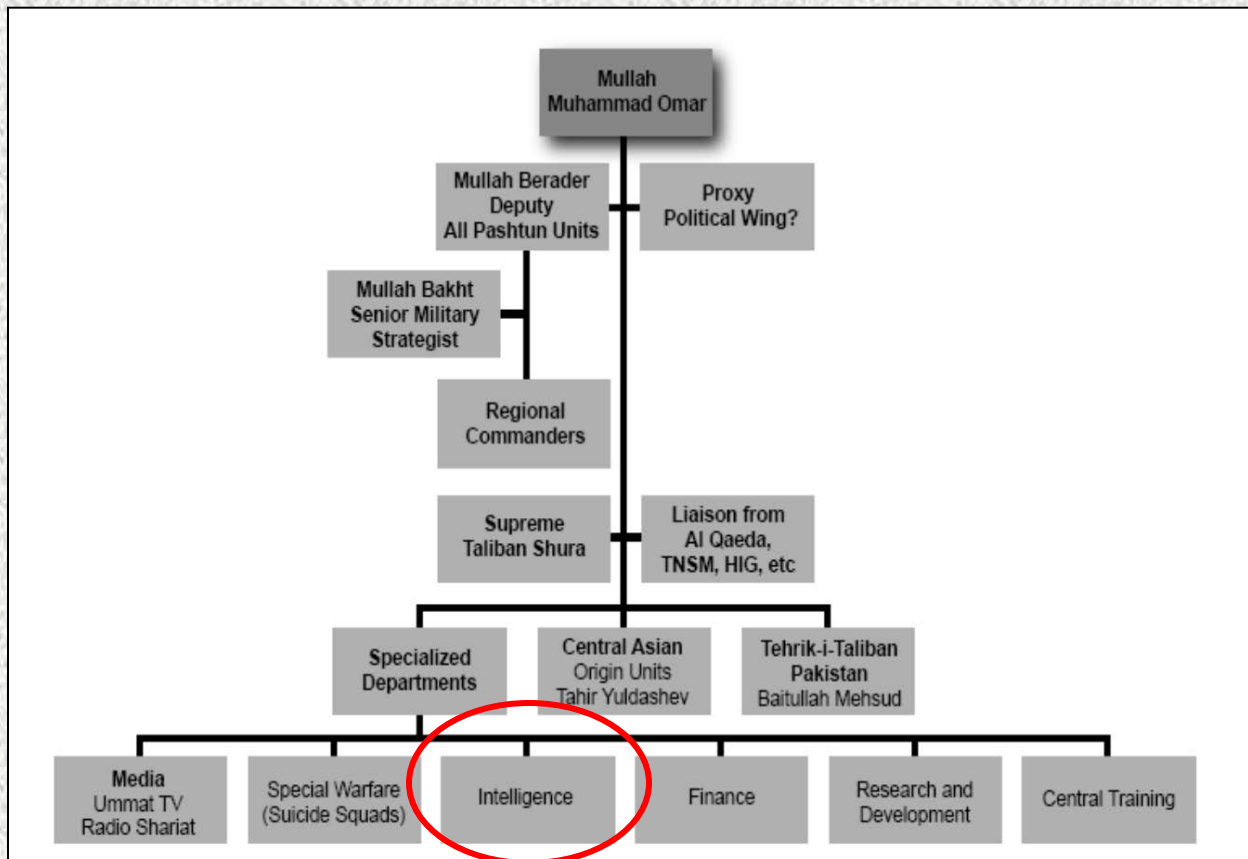 Mullah
Muhammad Omar
Mullah Berader
Deputy
All Pashtun Units
Proxy
Political Wing?
Mullah Bakht
Senior Military
Strategist
Regional
Commanders
Supreme
Taliban Shura
Liaison from
Al Qaeda,
TNSM, HIG, etc
Specialized
Departments
Central Asian
Origin Units
Tahir Yuldashev
Tehrik-i-Taliban
Pakistan
Baitullah Mehsud
Media
Ummat TV
Radio Shariat
Special Warfare
(Suicide Squads)
Intelligence
Finance
Research and
Development
Central Training